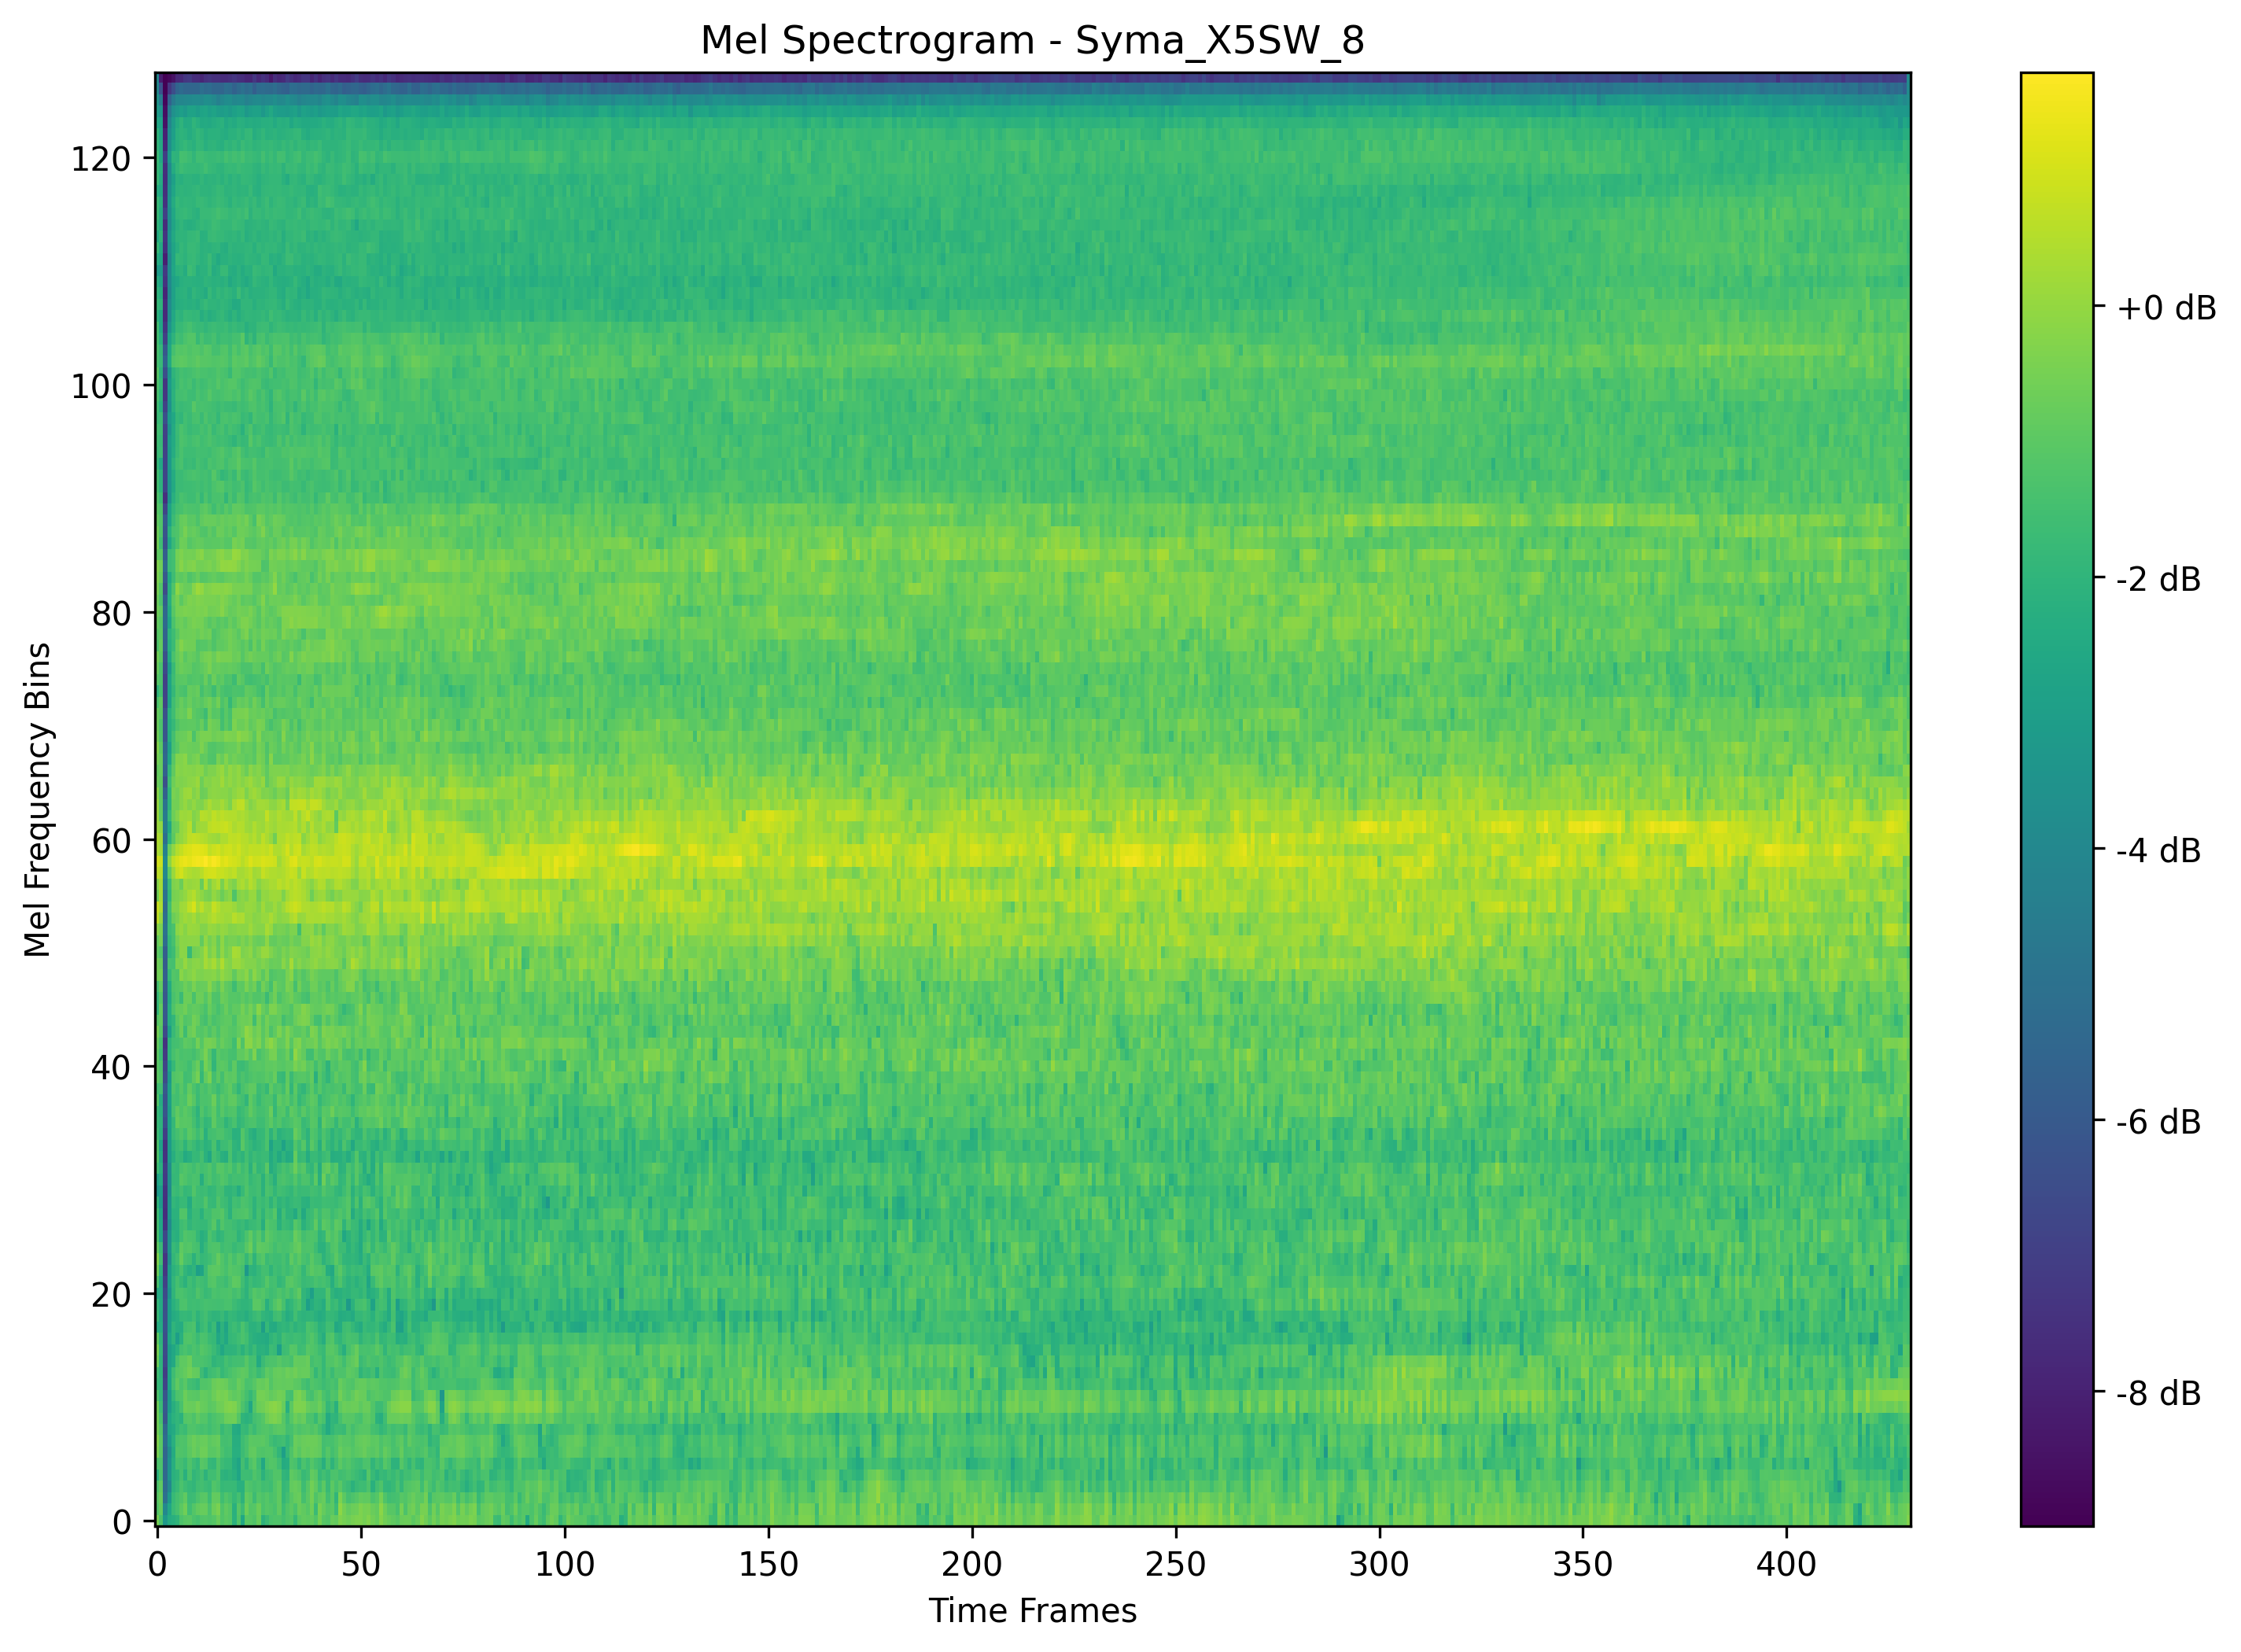 Mel Spectrogram - Syma_X5SW_8
Mel Frequency Bins
120
100
80
60
40
20
0
0 50 100 150 200 250 300 350 400
Time Frames
+0 dB
-2 dB
-4 dB
-6 dB
-8 dB